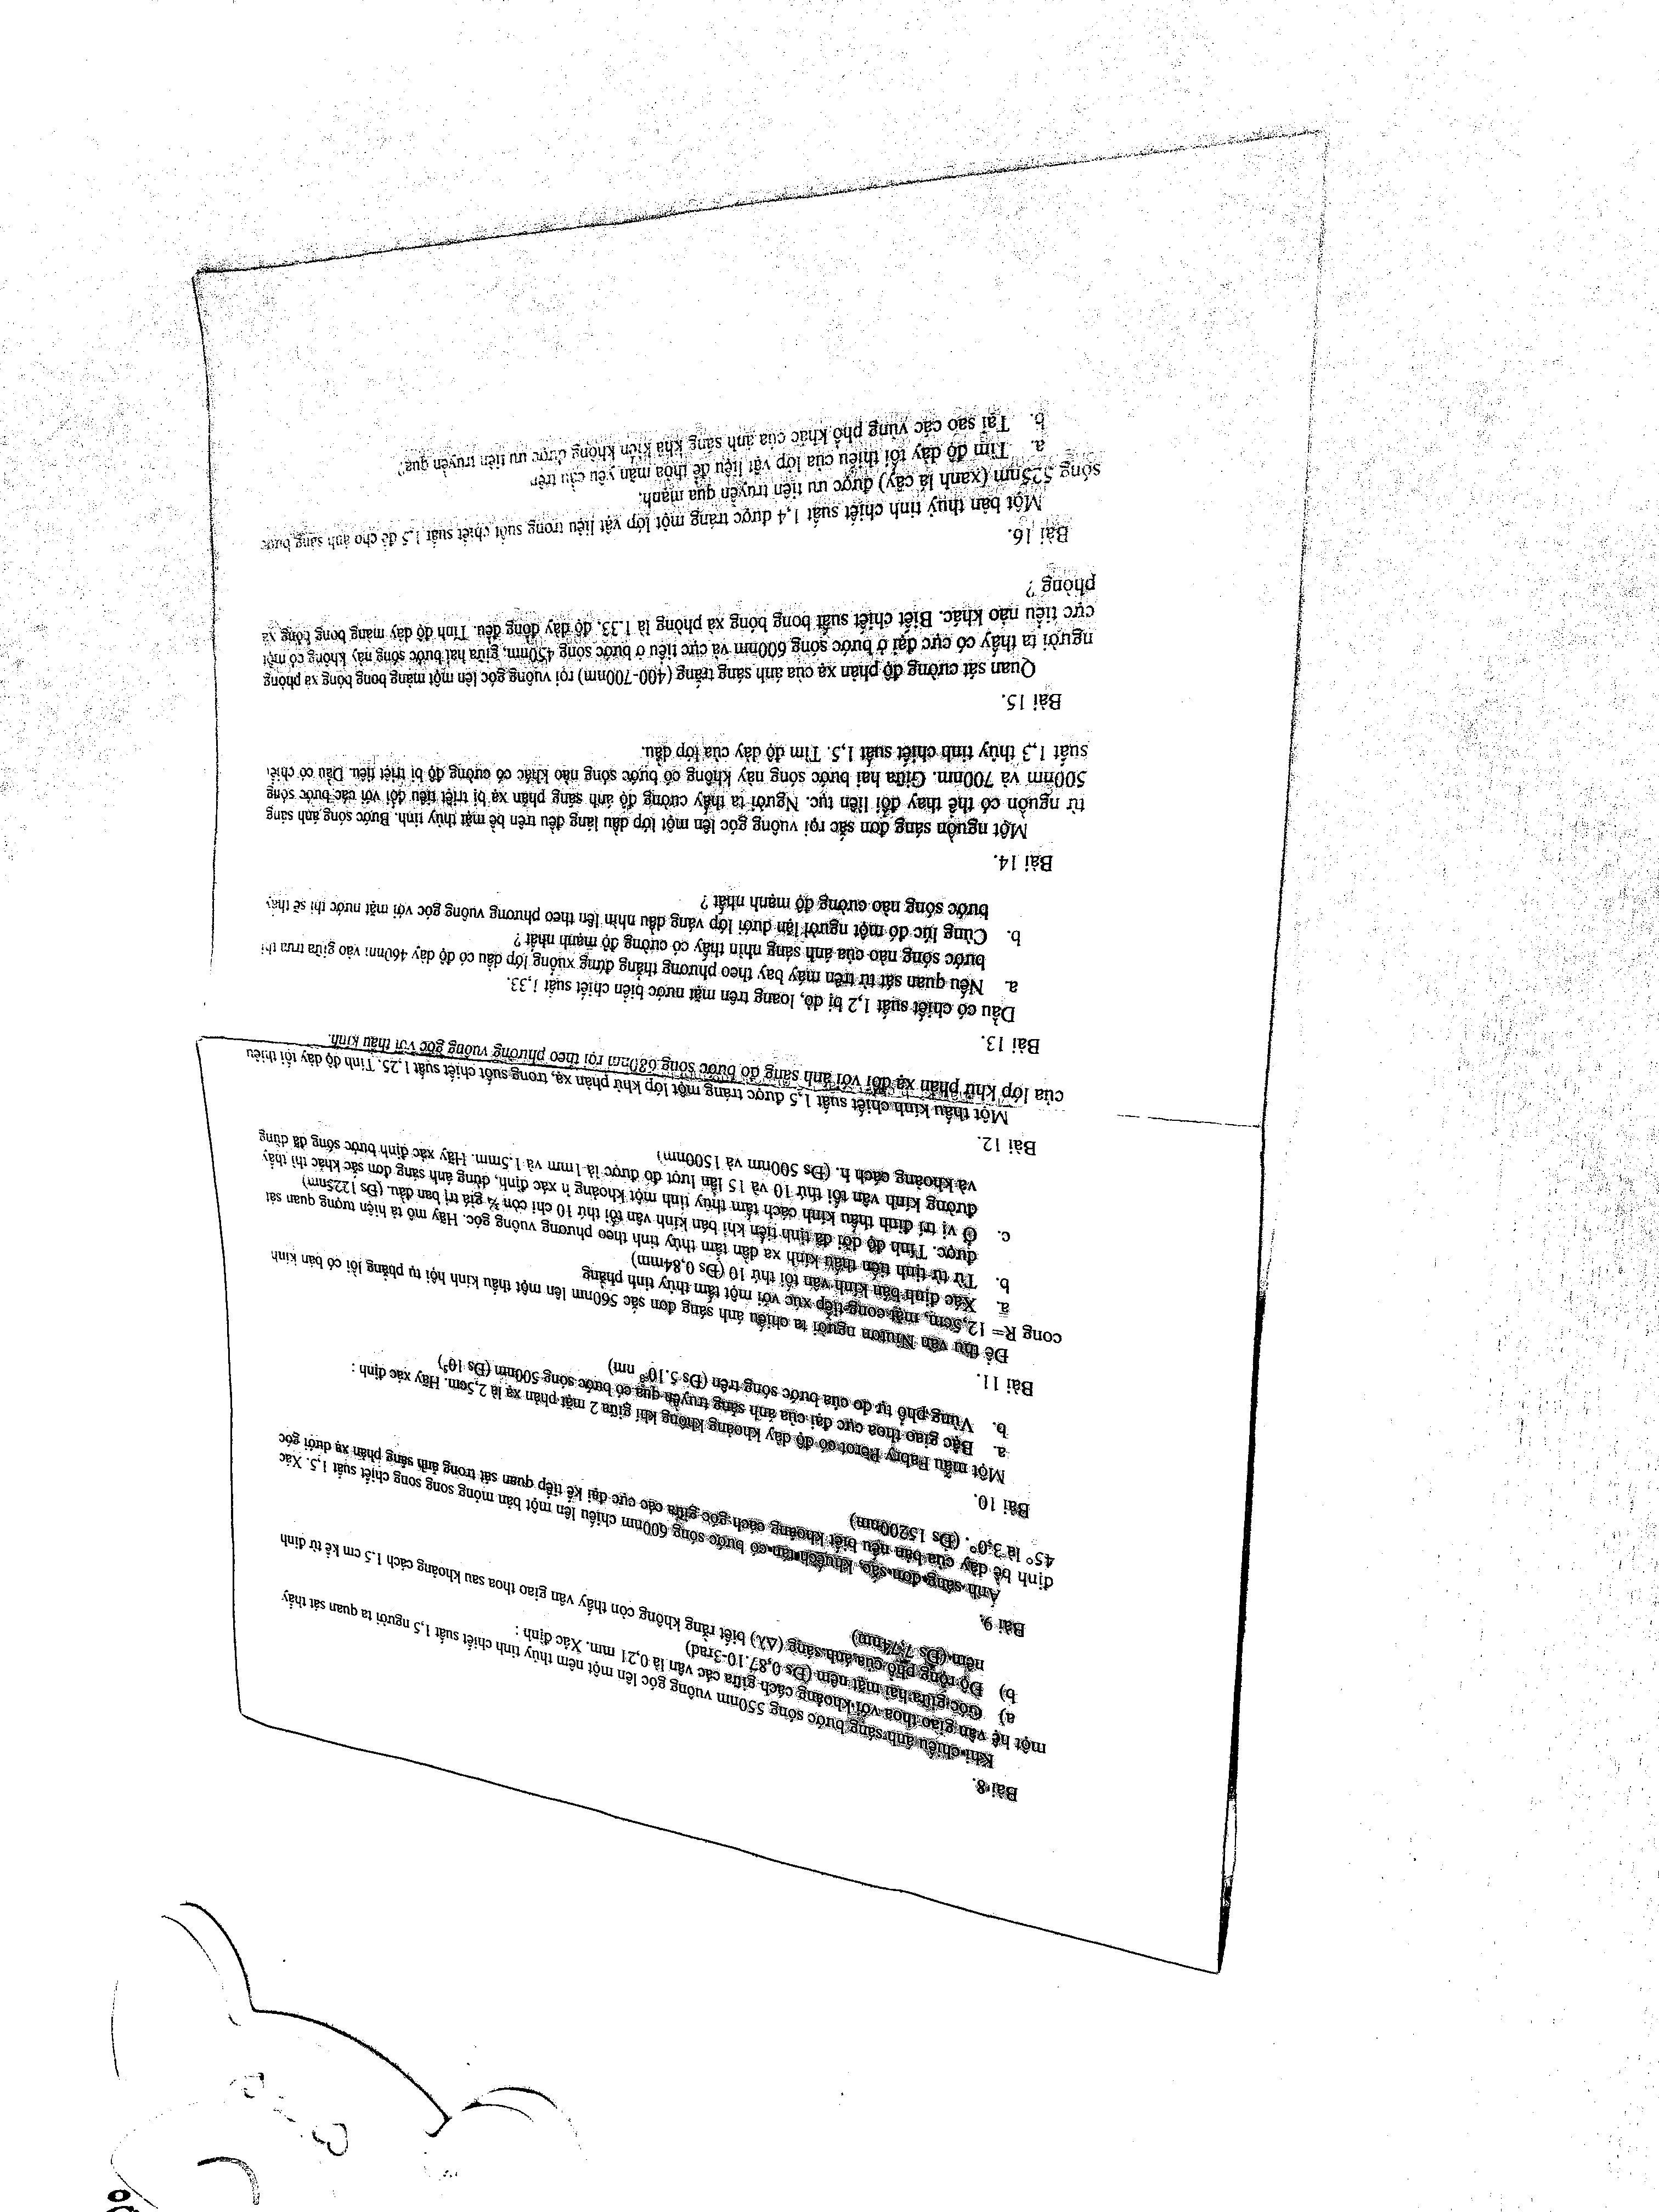 Bài 8.
Khi chiếu ánh sáng bước sóng 550nm vuông góc lên một nêm thủy tinh chiết suất 1,5 người ta quan sát thấy
một hệ vân giao thoa với khoảng cách giữa các vân là 0,21 mm. Xác định :
a) Góc giữa hai mặt nêm (Đs 0,87.10-3rad)
b) Độ rộng phổ của ánh sáng (Δλ) biết rằng không còn thấy vân giao thoa sau khoảng cách 1.5 cm kể từ đỉnh
nêm (Đs 7,74nm)
Bài 9.
Ánh sáng đơn sắc, khuếch tán có bước sóng 600nm chiếu lên một bản mỏng song song chiết suất 1,5. Xác
định bề dày của bản nếu biết khoảng cách góc giữa các cực đại kế tiếp quan sát trong ánh sáng phản xạ dưới góc
45° là 3,0°. (Đs 15200nm)
Bài 10.
Một mẫu Fabry Perot có độ dày khoảng không khí giữa 2 mặt phản xạ là 2,5cm. Hãy xác định :
a. Bậc giao thoa cực đại của ánh sáng truyền qua có bước sóng 500nm (Đs 10⁵)
b. Vùng phổ tự do của bước sóng trên (Đs 5.10⁻³ nm)
Bài 11.
Để thu vân Niutơn người ta chiếu ánh sáng đơn sắc 560nm lên một thấu kính hội tụ phẳng lồi có bán kính
cong R= 12,5cm, mặt cong tiếp xúc với một tấm thủy tinh phẳng
a. Xác định bán kính vân tối thứ 10 (Đs 0,84mm)
b. Từ từ tịnh tiến thấu kính xa dần tấm thủy tinh theo phương vuông góc. Hãy mô tả hiện tượng quan sát
được. Tính độ dời đã tịnh tiến khi bán kính vân tối thứ 10 chỉ còn ¾ giá trị ban đầu. (Đs 1225nm)
c. Ở vị trí đỉnh thấu kính cách tấm thủy tinh một khoảng h xác định, dùng ánh sáng đơn sắc khác thì thấy
đường kính vân tối thứ 10 và 15 lần lượt đo được là 1mm và 1.5mm. Hãy xác định bước sóng đã dùng
và khoảng cách h. (Đs 500nm và 1500nm)
Bài 12.
Một thấu kính chiết suất 1,5 được tráng một lớp khử phản xạ, trong suốt chiết suất 1,25. Tính độ dày tối thiểu
của lớp khử phản xạ đối với ánh sáng đỏ bước sóng 680nm rọi theo phương vuông góc với thấu kính.
Bài 13.
Dầu có chiết suất 1,2 bị đổ, loang trên mặt nước biển chiết suất 1,33.
a. Nếu quan sát từ trên máy bay theo phương thẳng đứng xuống lớp dầu có độ dày 460nm vào giữa trưa thì
bước sóng nào của ánh sáng nhìn thấy có cường độ mạnh nhất ?
b. Cùng lúc đó một người lặn dưới lớp váng dầu nhìn lên theo phương vuông góc với mặt nước thì sẽ thấy
bước sóng nào cường độ mạnh nhất ?
Bài 14.
Một nguồn sáng đơn sắc rọi vuông góc lên một lớp dầu láng đều trên bề mặt thủy tinh. Bước sóng ánh sáng
từ nguồn có thể thay đổi liên tục. Người ta thấy cường độ ánh sáng phản xạ bị triệt tiêu đối với các bước sóng
500nm và 700nm. Giữa hai bước sóng này không có bước sóng nào khác có cường độ bị triệt tiêu. Dầu có chiết
suất 1,3 thủy tinh chiết suất 1,5. Tìm độ dày của lớp dầu.
Bài 15.
Quan sát cường độ phản xạ của ánh sáng trắng (400-700nm) rọi vuông góc lên một màng bong bóng xà phòng
người ta thấy có cực đại ở bước sóng 600nm và cực tiểu ở bước sóng 450nm, giữa hai bước sóng này không có một
cực tiểu nào khác. Biết chiết suất bong bóng xà phòng là 1.33, độ dày đồng đều. Tính độ dày màng bong bóng xà
phòng ?
Bài 16.
Một bản thuỷ tinh chiết suất 1,4 được tráng một lớp vật liệu trong suốt chiết suất 1.5 để cho ánh sáng bước
sóng 525nm (xanh lá cây) được ưu tiên truyền qua mạnh.
a. Tìm độ dày tối thiểu của lớp vật liệu để thỏa mãn yêu cầu trên
b. Tại sao các vùng phổ khác của ánh sáng khả kiến không được ưu tiên truyền qua?